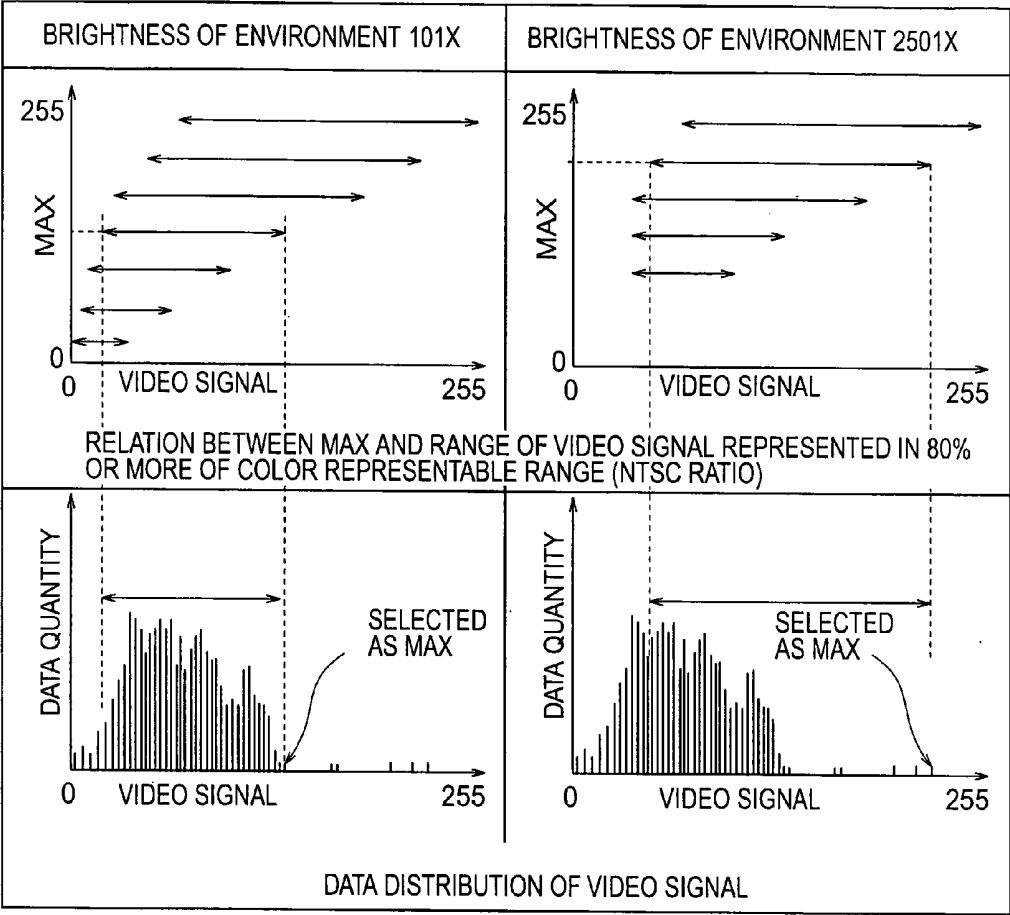 BRIGHTNESS OF ENVIRONMENT 101X
BRIGHTNESS OF ENVIRONMENT 2501X
255
MAX
0
0
VIDEO SIGNAL
255
255
MAX
0
0
VIDEO SIGNAL
255
RELATION BETWEEN MAX AND RANGE OF VIDEO SIGNAL REPRESENTED IN 80%
OR MORE OF COLOR REPRESENTABLE RANGE (NTSC RATIO)
DATA QUANTITY
SELECTED
AS MAX
0
VIDEO SIGNAL
255
DATA QUANTITY
SELECTED
AS MAX
0
VIDEO SIGNAL
255
DATA DISTRIBUTION OF VIDEO SIGNAL